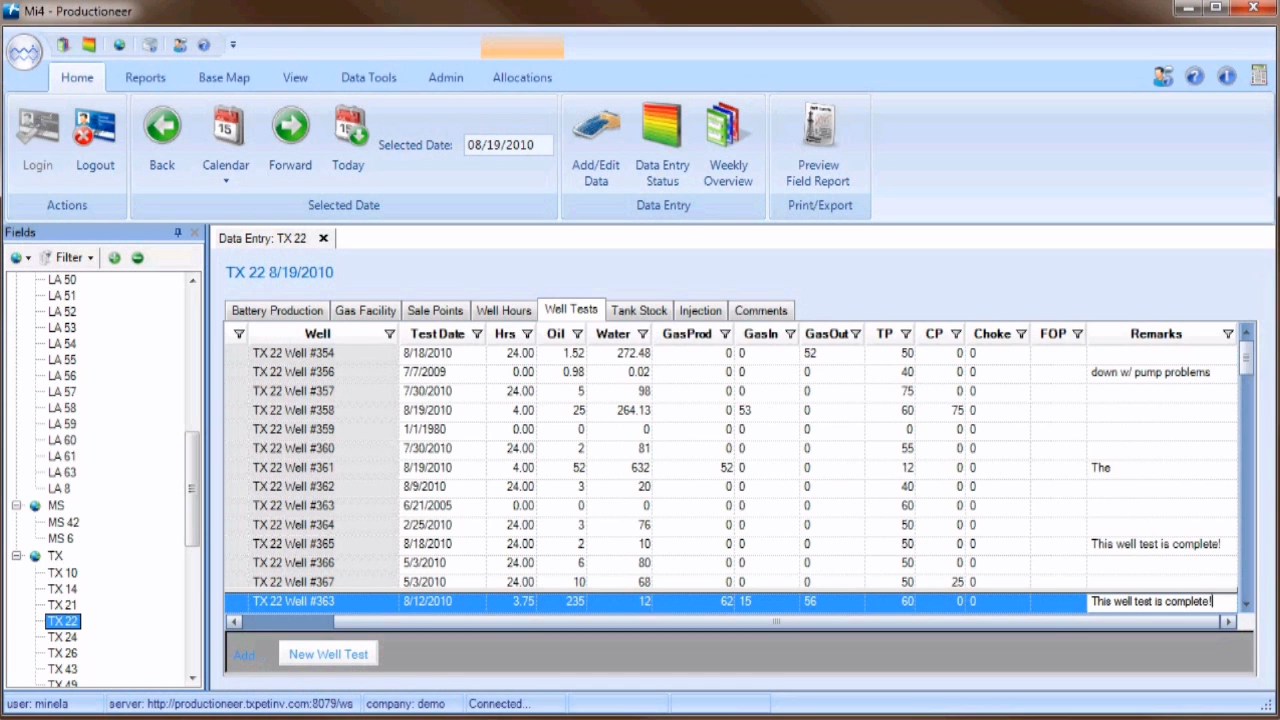 Mi4 - Productioneer
Home Reports Base Map View Data Tools Admin Allocations
Login Logout Back Calendar Forward Today Selected Date: 08/19/2010 Add/Edit Data Data Entry Status Weekly Overview Preview Field Report
Actions Selected Date Data Entry Print/Export
Fields
Filter
LA 50
LA 51
LA 52
LA 53
LA 54
LA 55
LA 56
LA 57
LA 58
LA 59
LA 60
LA 61
LA 63
LA 8
MS
MS 42
MS 6
TX
TX 10
TX 14
TX 21
TX 22
TX 24
TX 26
TX 43
TX 49
Data Entry: TX 22
TX 22 8/19/2010
Battery Production Gas Facility Sale Points Well Hours Well Tests Tank Stock Injection Comments
Well Test Date Hrs Oil Water GasProd GasIn GasOut TP CP Choke FOP Remarks
TX 22 Well #354 8/18/2010 24.00 1.52 272.48 0 0 52 50 0 0
TX 22 Well #356 7/7/2009 0.00 0.98 0.02 0 0 0 40 0 0 down w/ pump problems
TX 22 Well #357 7/30/2010 24.00 5 98 0 0 0 75 0 0
TX 22 Well #358 8/19/2010 4.00 25 264.13 0 53 0 60 75 0
TX 22 Well #359 1/1/1980 0.00 0 0 0 0 0 0 0 0
TX 22 Well #360 7/30/2010 24.00 2 81 0 0 0 55 0 0
TX 22 Well #361 8/19/2010 4.00 52 632 52 0 0 12 0 0 The
TX 22 Well #362 8/9/2010 24.00 3 20 0 0 0 40 0 0
TX 22 Well #363 6/21/2005 0.00 0 0 0 0 0 60 0 0
TX 22 Well #364 2/25/2010 24.00 3 76 0 0 0 50 0 0
TX 22 Well #365 8/18/2010 24.00 2 10 0 0 0 50 0 0 This well test is complete!
TX 22 Well #366 5/3/2010 24.00 6 80 0 0 0 50 0 0
TX 22 Well #367 5/3/2010 24.00 10 68 0 0 0 50 25 0
TX 22 Well #363 8/12/2010 3.75 235 12 62 15 56 60 0 0 This well test is complete!
Add... New Well Test
user: minela server: http://productioneer.txpetinv.com:8079/ws company: demo Connected...